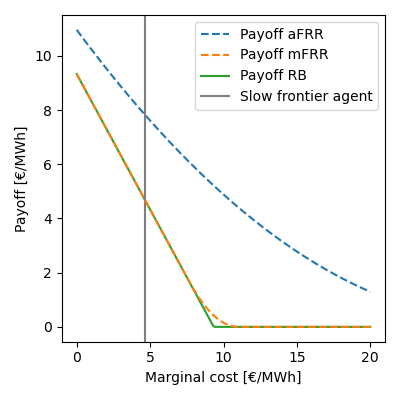 Payoff aFRR
Payoff mFRR
Payoff RB
Slow frontier agent
Payoff [€/MWh]
10
8
6
4
2
0
0 5 10 15 20
Marginal cost [€/MWh]